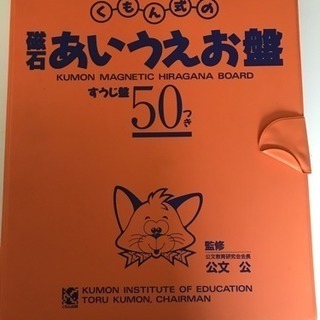 くもん式の
磁石あいうえお盤
KUMON MAGNETIC HIRAGANA BOARD
すうじ盤50つき
監修
公文教育研究会会長
公文 公
KUMON INSTITUTE OF EDUCATION
TORU KUMON, CHAIRMAN